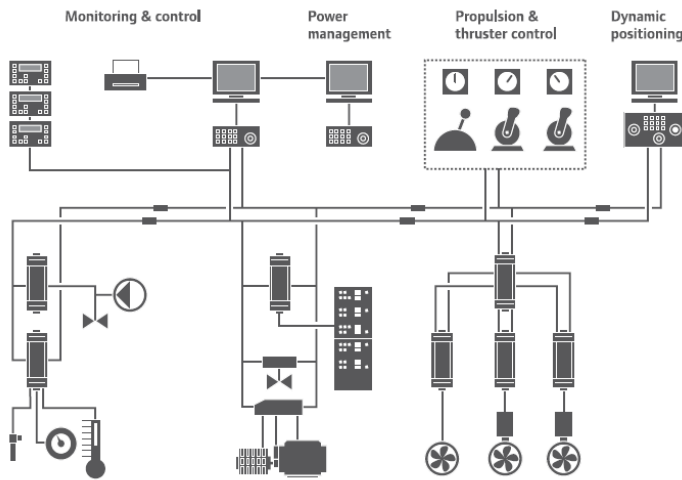 Monitoring & control
Power
management
Propulsion &
thruster control
Dynamic
positioning